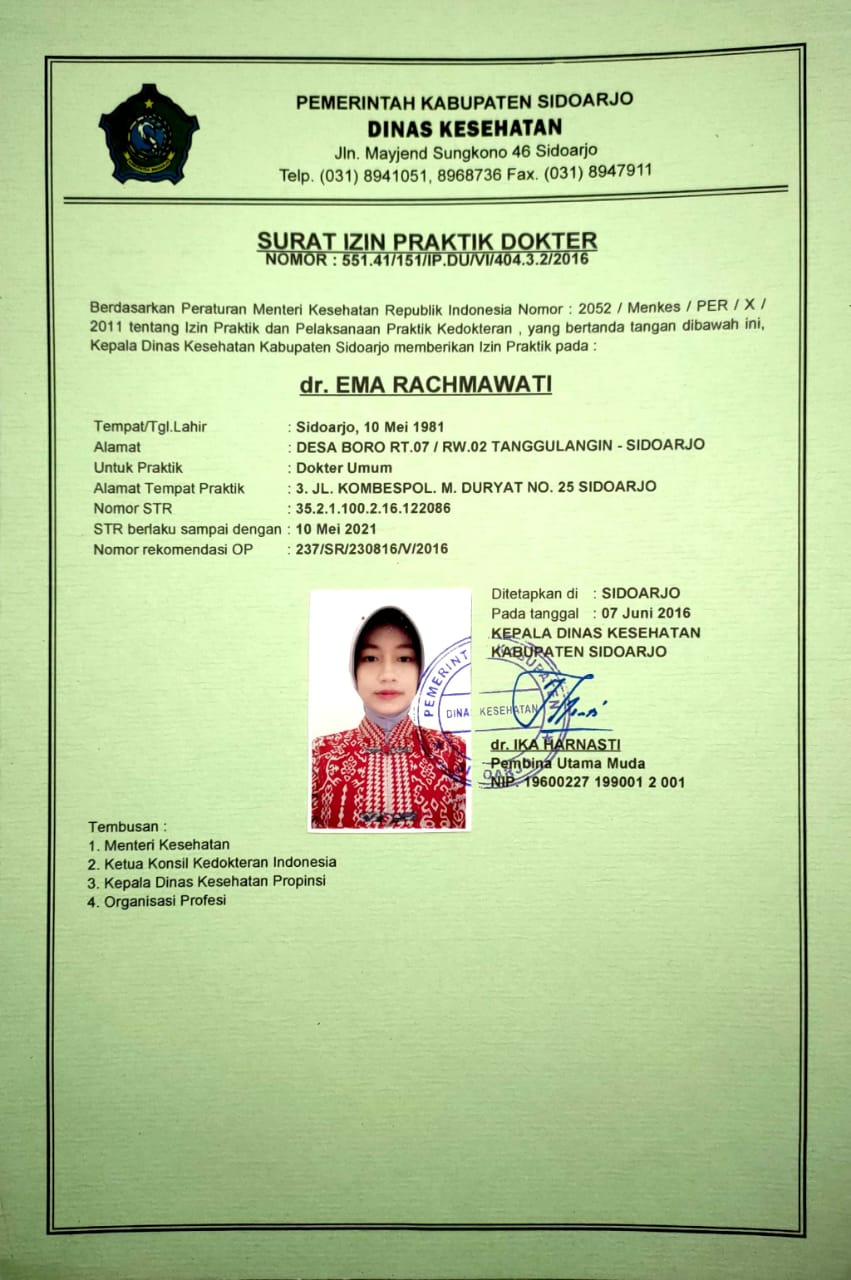 PEMERINTAH KABUPATEN SIDOARJO
DINAS KESEHATAN
Jln. Mayjend Sungkono 46 Sidoarjo
Telp. (031) 8941051, 8968736 Fax. (031) 8947911
SURAT IZIN PRAKTIK DOKTER
NOMOR : 551.41/151/IP.DU/VI/404.3.2/2016
Berdasarkan Peraturan Menteri Kesehatan Republik Indonesia Nomor : 2052 / Menkes / PER / X /
2011 tentang Izin Praktik dan Pelaksanaan Praktik Kedokteran , yang bertanda tangan dibawah ini,
Kepala Dinas Kesehatan Kabupaten Sidoarjo memberikan Izin Praktik pada :
dr. EMA RACHMAWATI
Tempat/Tgl.Lahir : Sidoarjo, 10 Mei 1981
Alamat : DESA BORO RT.07 / RW.02 TANGGULANGIN - SIDOARJO
Untuk Praktik : Dokter Umum
Alamat Tempat Praktik : 3. JL. KOMBESPOL. M. DURYAT NO. 25 SIDOARJO
Nomor STR : 35.2.1.100.2.16.122086
STR berlaku sampai dengan : 10 Mei 2021
Nomor rekomendasi OP : 237/SR/230816/V/2016
Ditetapkan di : SIDOARJO
Pada tanggal : 07 Juni 2016
KEPALA DINAS KESEHATAN
KABUPATEN SIDOARJO
PEMERINTAH KABUPATEN
DINAS KESEHATAN
dr. IKA HARNASTI
Pembina Utama Muda
NIP. 19600227 199001 2 001
Tembusan :
1. Menteri Kesehatan
2. Ketua Konsil Kedokteran Indonesia
3. Kepala Dinas Kesehatan Propinsi
4. Organisasi Profesi